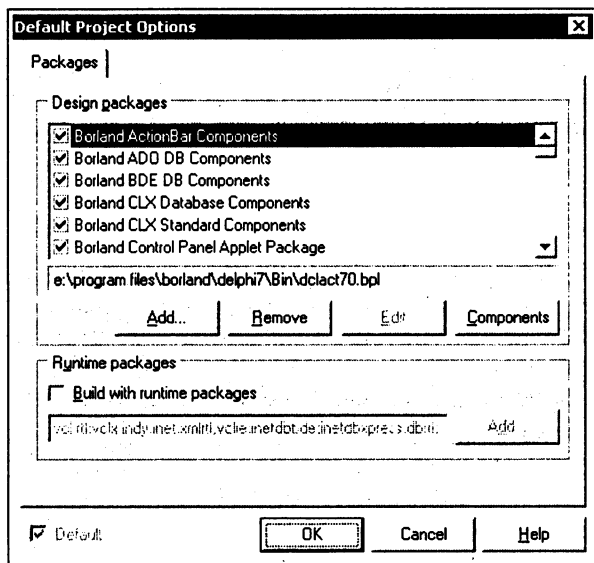 Default Project Options
Packages
Design packages
Borland ActionBar Components
Borland ADO DB Components
Borland BDE DB Components
Borland CLX Database Components
Borland CLX Standard Components
Borland Control Panel Applet Package
e:\program files\borland\delphi7\Bin\dclact70.bpl
Add... Remove Edit Components
Runtime packages
Build with runtime packages
Add
Default OK Cancel Help